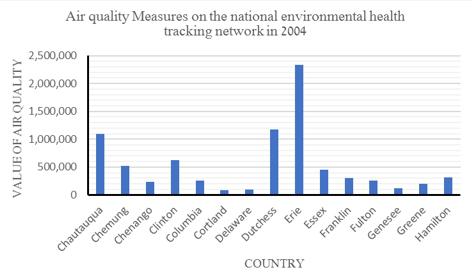 Air quality Measures on the national environmental health
tracking network in 2004
VALUE OF AIR QUALITY
2,500,000
2,000,000
1,500,000
1,000,000
500,000
0
Chautauqua
Chemung
Chenango
Clinton
Columbia
Cortland
Delaware
Dutchess
Erie
Essex
Franklin
Fulton
Genesee
Greene
Hamilton
COUNTRY